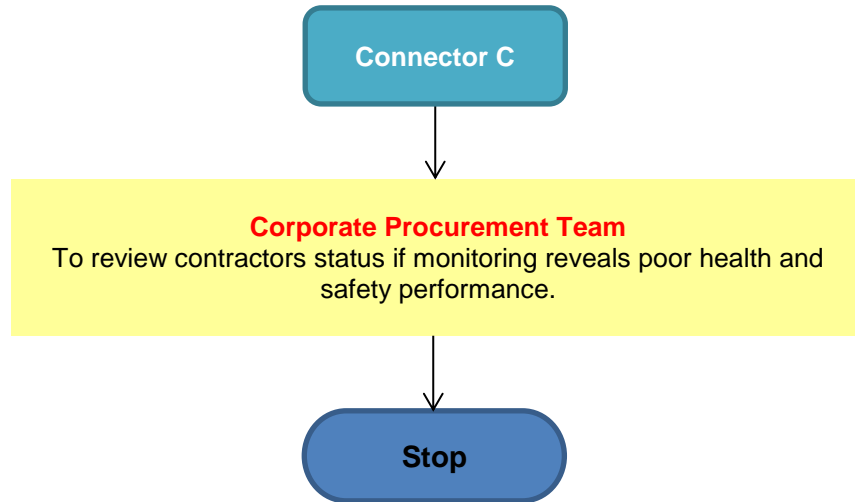 Connector C
Corporate Procurement Team
To review contractors status if monitoring reveals poor health and
safety performance.
Stop